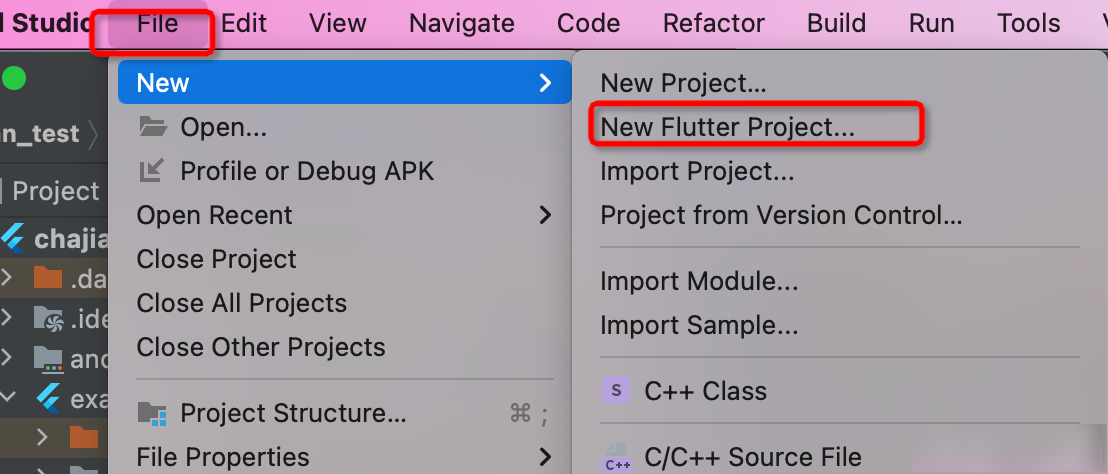 Studio File Edit View Navigate Code Refactor Build Run Tools
New
Open...
Profile or Debug APK
Open Recent
Close Project
Close All Projects
Close Other Projects
Project Structure... ⌘ ;
File Properties
New Project...
New Flutter Project...
Import Project...
Project from Version Control...
Import Module...
Import Sample...
S C++ Class
C++ C/C++ Source File
n_test
Project
chajia
.da
.ide
and
exa